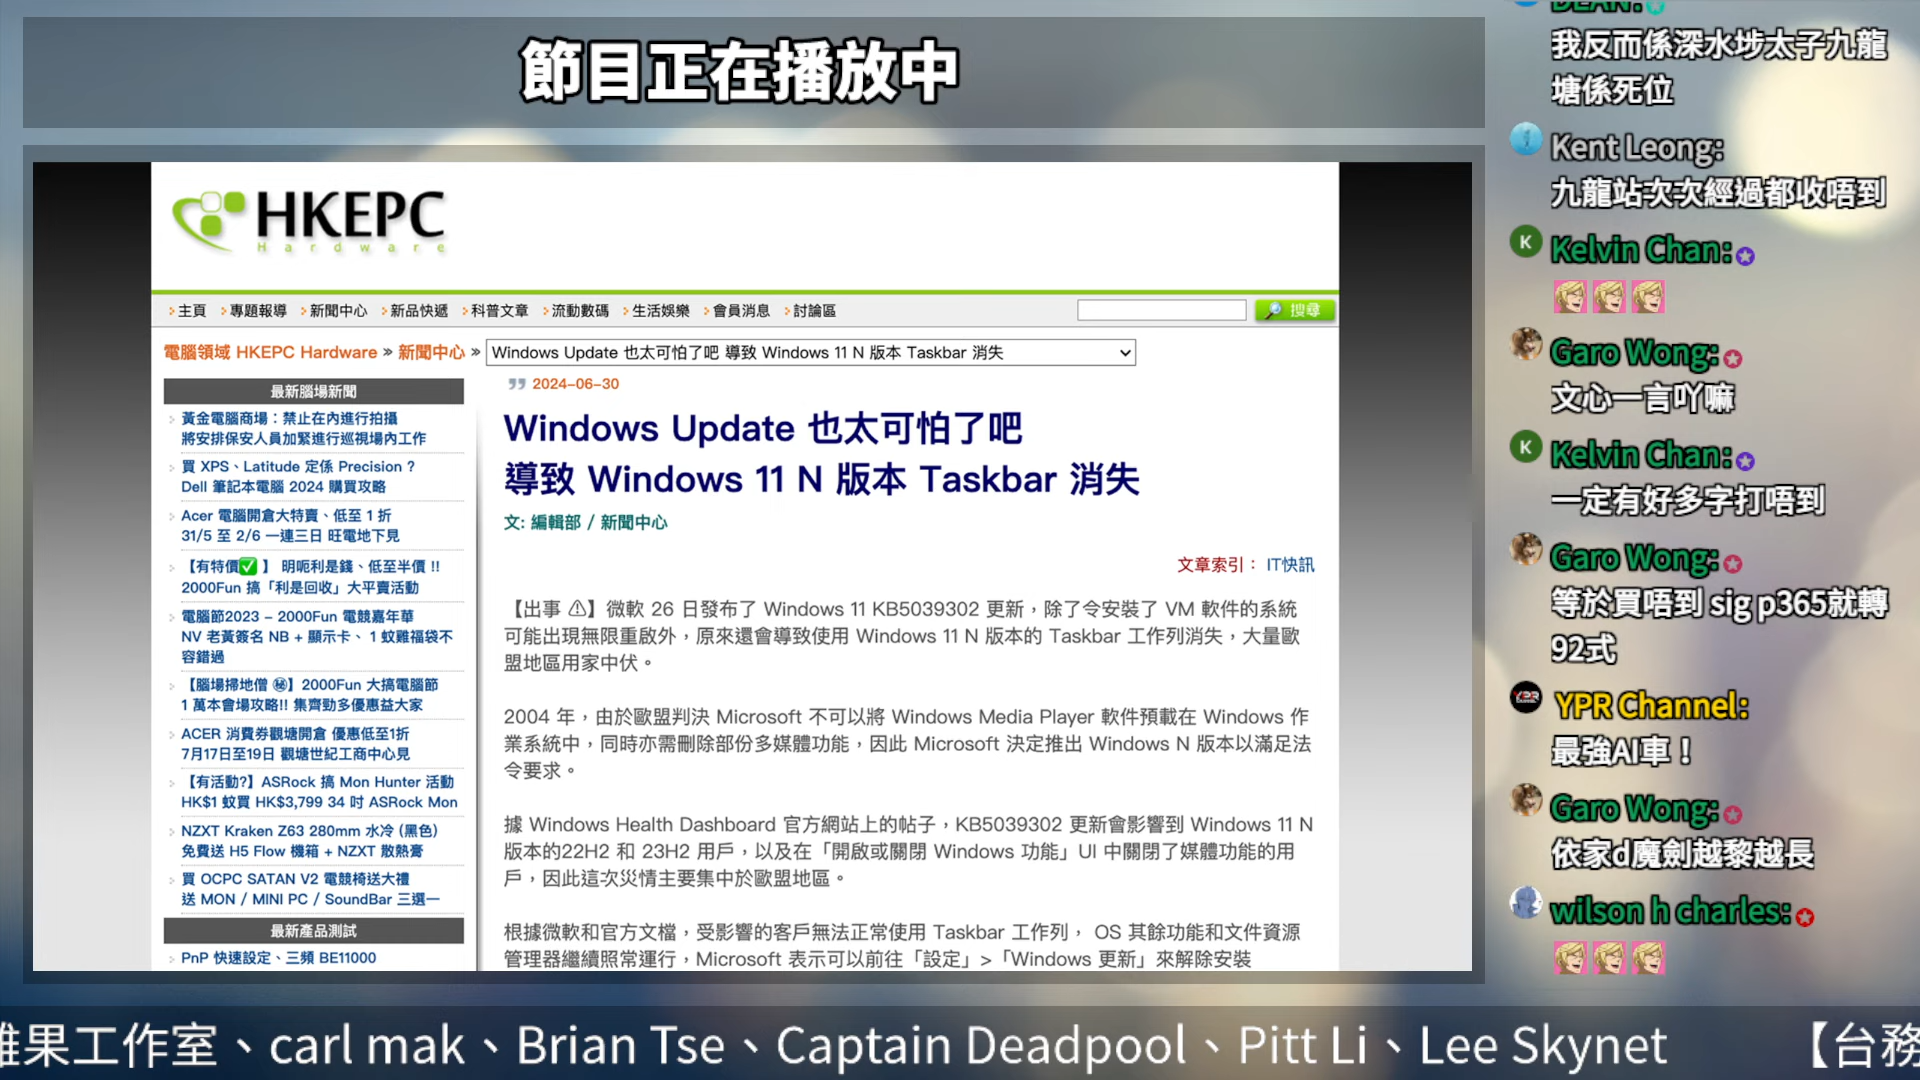 節目正在播放中
HKEPC
Hardware
主頁 專題報導 新聞中心 新品快遞 科普文章 流動數碼 生活娛樂 會員消息 討論區 搜尋
電腦領域 HKEPC Hardware » 新聞中心 » Windows Update 也太可怕了吧 導致 Windows 11 N 版本 Taskbar 消失
最新腦場新聞
黃金電腦商場：禁止在內進行拍攝
將安排保安人員加緊進行巡視場內工作
買 XPS、Latitude 定係 Precision ?
Dell 筆記本電腦 2024 購買攻略
Acer 電腦開倉大特賣、低至 1 折
31/5 至 2/6 一連三日 旺電地下見
【有特價✅ 】 明呃利是錢、低至半價 !!
2000Fun 搞「利是回收」大平賣活動
電腦節2023 – 2000Fun 電競嘉年華
NV 老黃簽名 NB + 顯示卡、 1 蚊雞福袋不
容錯過
【腦場掃地僧 ㊙】2000Fun 大搞電腦節
1 萬本會場攻略!! 集齊勁多優惠益大家
ACER 消費券觀塘開倉 優惠低至1折
7月17日至19日 觀塘世紀工商中心見
【有活動?】ASRock 搞 Mon Hunter 活動
HK$1 蚊買 HK$3,799 34 吋 ASRock Mon
NZXT Kraken Z63 280mm 水冷 (黑色)
免費送 H5 Flow 機箱 + NZXT 散熱膏
買 OCPC SATAN V2 電競椅送大禮
送 MON / MINI PC / SoundBar 三選一
最新產品測試
PnP 快速設定、三頻 BE11000
2024-06-30
Windows Update 也太可怕了吧
導致 Windows 11 N 版本 Taskbar 消失
文: 編輯部 / 新聞中心
文章索引： IT快訊
【出事 ⚠】微軟 26 日發布了 Windows 11 KB5039302 更新，除了令安裝了 VM 軟件的系統
可能出現無限重啟外，原來還會導致使用 Windows 11 N 版本的 Taskbar 工作列消失，大量歐
盟地區用家中伏。
2004 年，由於歐盟判決 Microsoft 不可以將 Windows Media Player 軟件預載在 Windows 作
業系統中，同時亦需刪除部份多媒體功能，因此 Microsoft 決定推出 Windows N 版本以滿足法
令要求。
據 Windows Health Dashboard 官方網站上的帖子，KB5039302 更新會影響到 Windows 11 N
版本的22H2 和 23H2 用戶，以及在「開啟或關閉 Windows 功能」UI 中關閉了媒體功能的用
戶，因此這次災情主要集中於歐盟地區。
根據微軟和官方文檔，受影響的客戶無法正常使用 Taskbar 工作列， OS 其餘功能和文件資源
管理器繼續照常運行，Microsoft 表示可以前往「設定」>「Windows 更新」來解除安裝
DEAN:
我反而係深水埗太子九龍
塘係死位
Kent Leong:
九龍站次次經過都收唔到
K Kelvin Chan:
Garo Wong:
文心一言吖嘛
K Kelvin Chan:
一定有好多字打唔到
Garo Wong:
等於買唔到 sig p365就轉
92式
YPR Channel:
最強AI車！
Garo Wong:
依家d魔劍越黎越長
wilson h charles:
果工作室、carl mak、Brian Tse、Captain Deadpool、Pitt Li、Lee Skynet 【台務